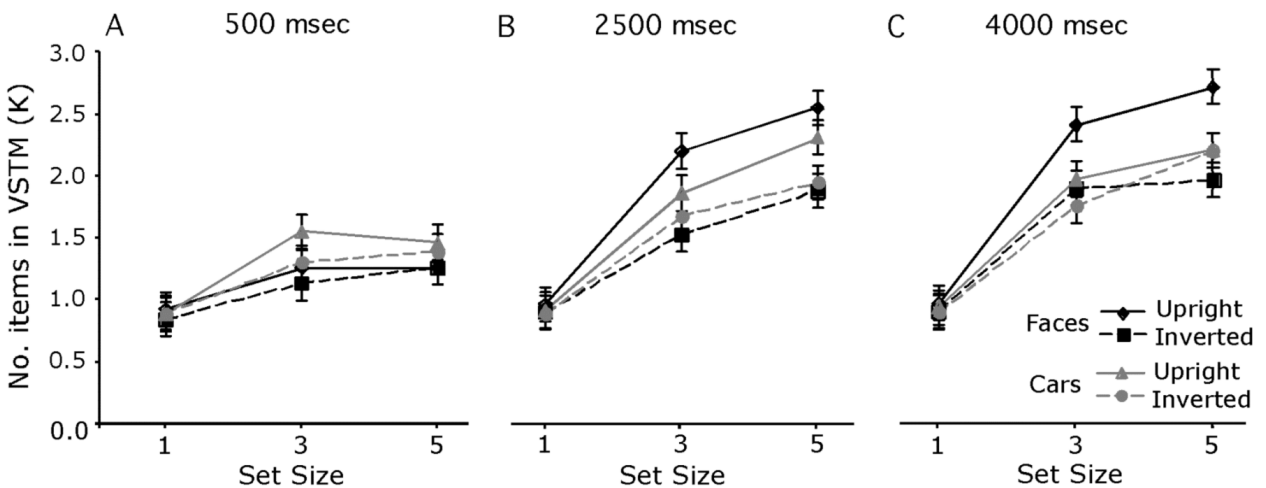 A 500 msec
B 2500 msec
C 4000 msec
No. items in VSTM (K)
3.0
2.5
2.0
1.5
1.0
0.5
0.0
1 3 5
Set Size
1 3 5
Set Size
1 3 5
Set Size
Faces
Upright
Inverted
Cars
Upright
Inverted